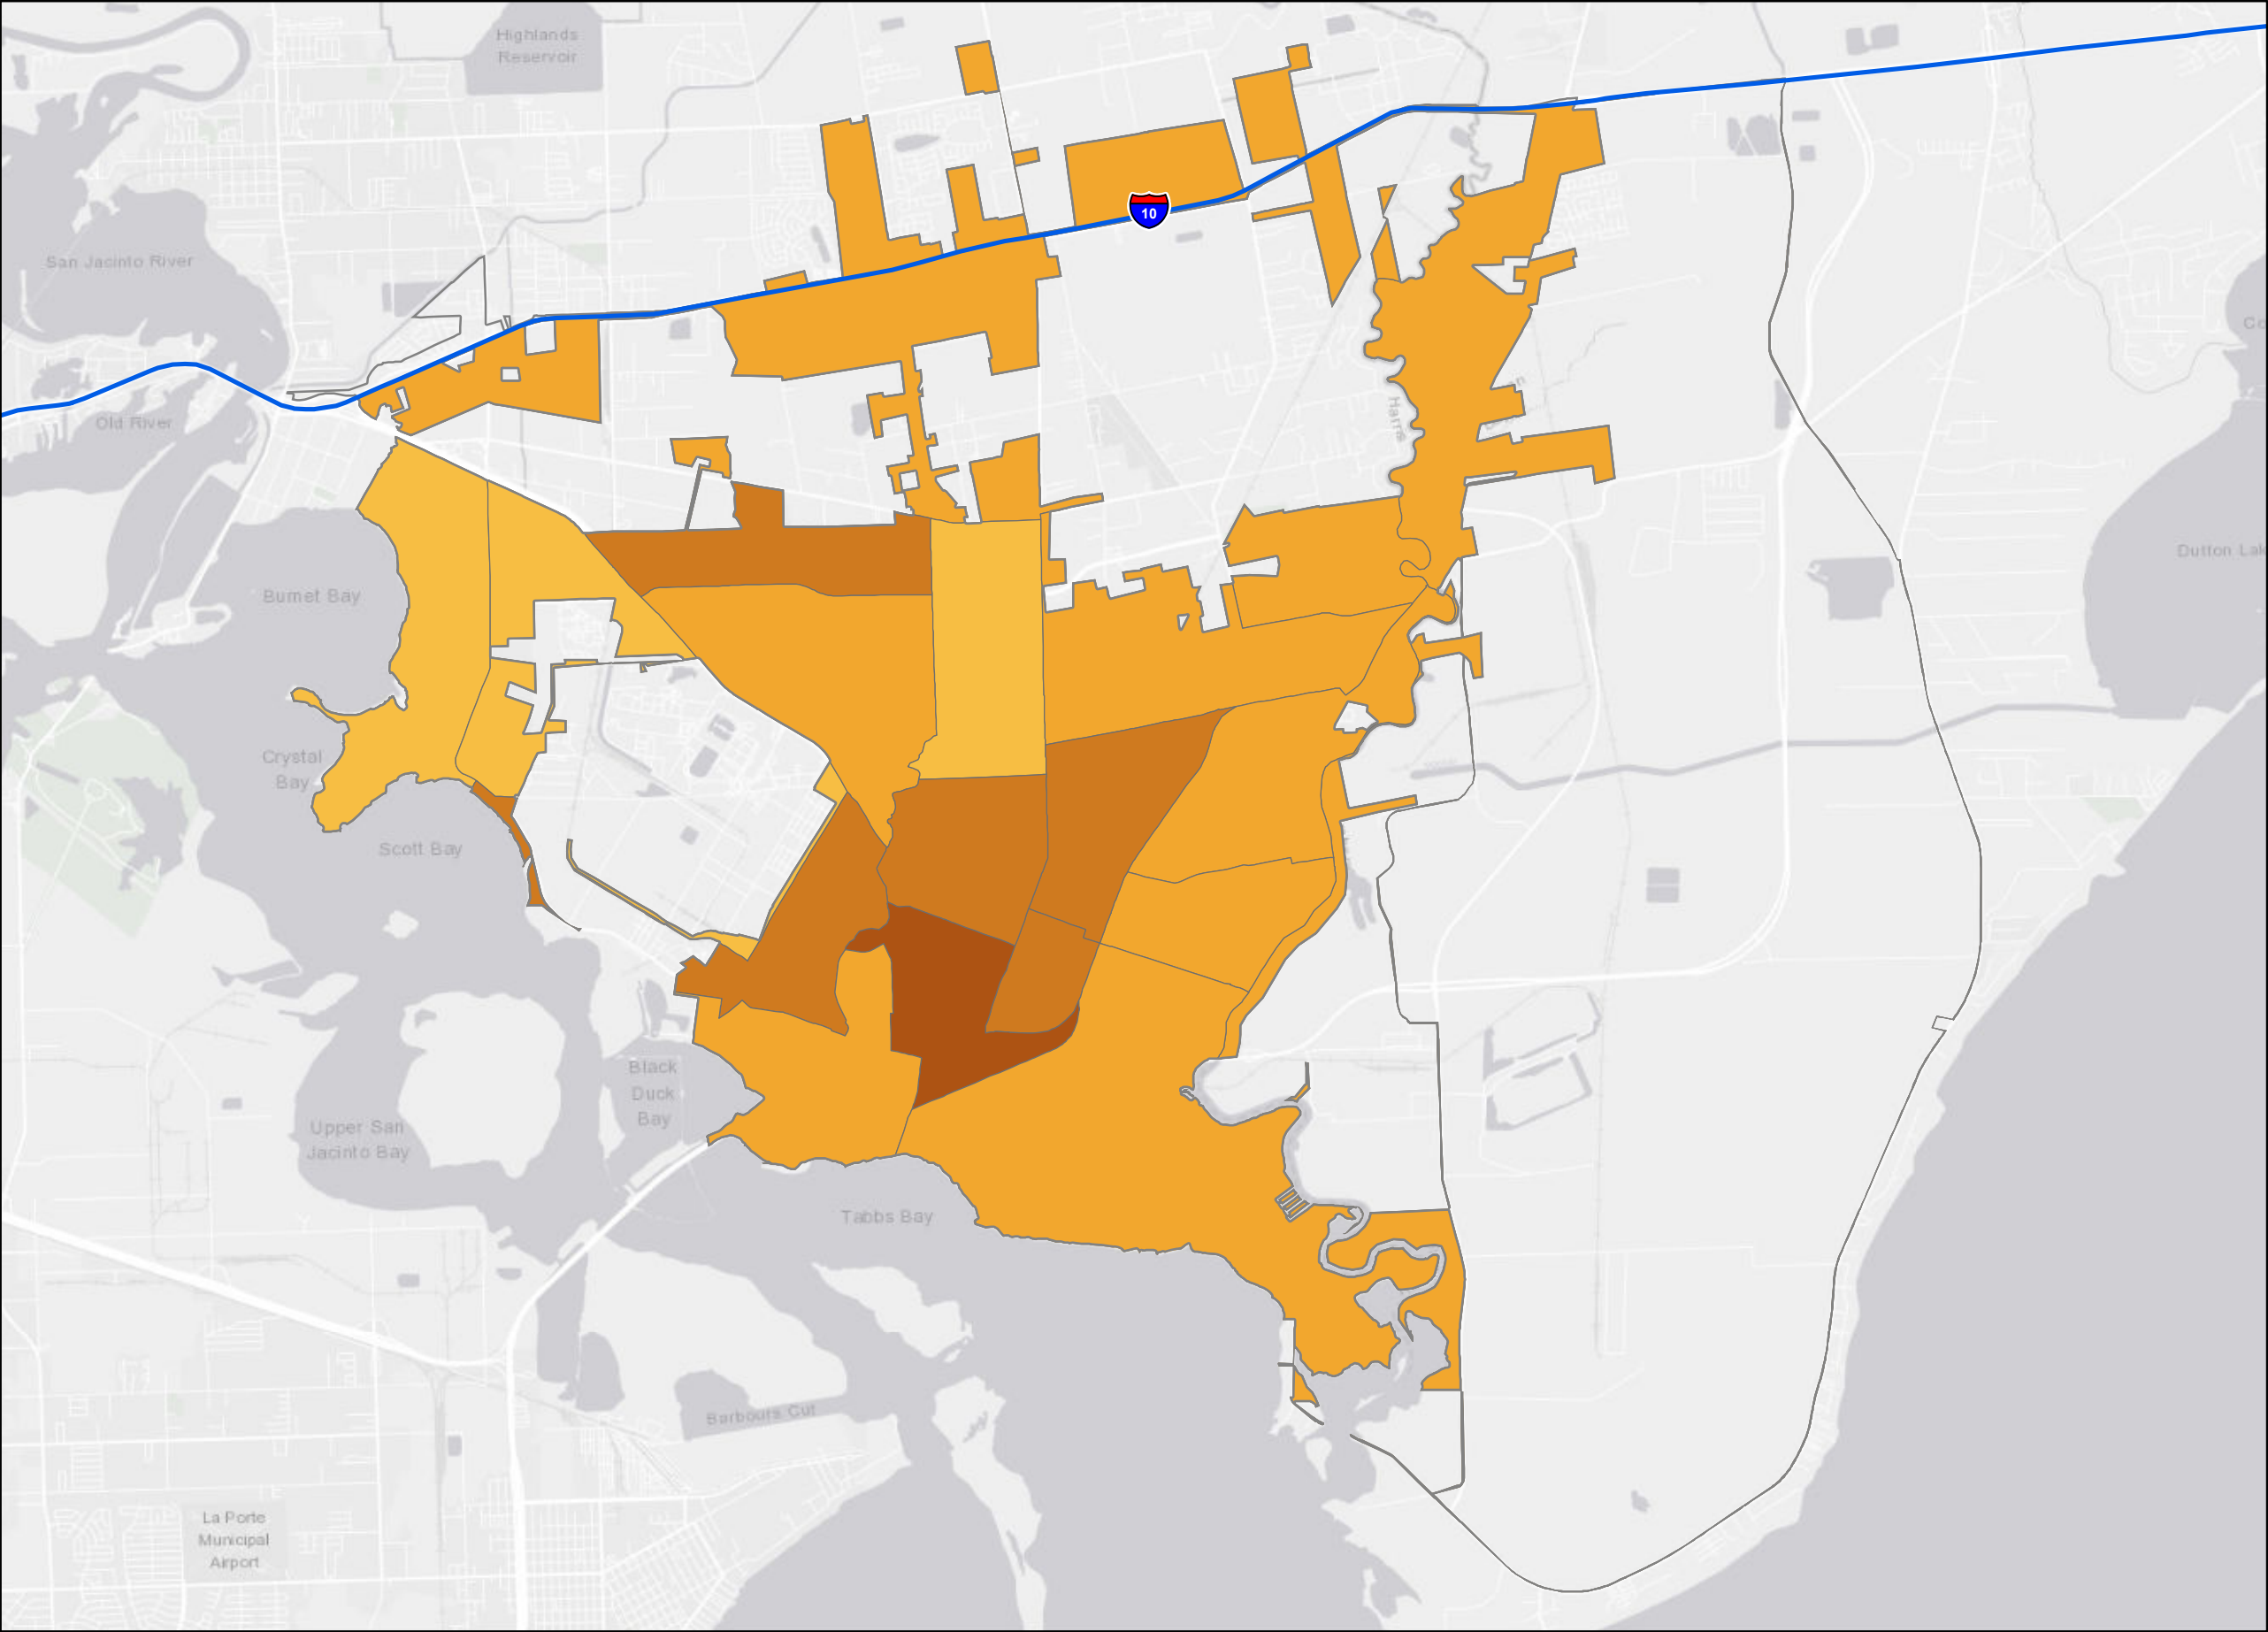 Highlands
Reservoir
10
San Jacinto River
Old River
Harris
Burnet Bay
Dutton Lak
Crystal
Bay
Scott Bay
Black
Duck
Bay
Upper San
Jacinto Bay
Tabbs Bay
Barbours Cut
La Porte
Municipal
Airport
Co